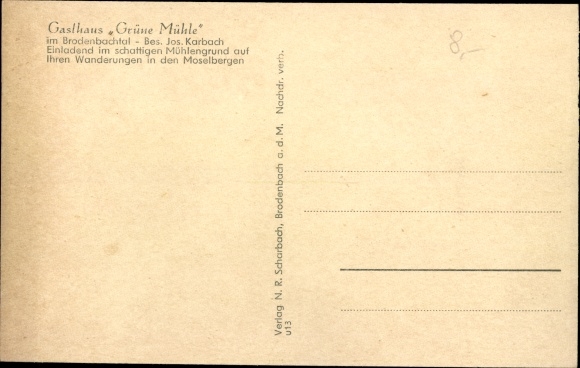 Gasthaus „Grüne Mühle"
im Brodenbachtal - Bes. Jos. Karbach
Einladend im schattigen Mühlengrund auf
Ihren Wanderungen in den Moselbergen
8,-
Verlag N. R. Scharbach, Brodenbach a. d. M. Nachdr. verb.
u13